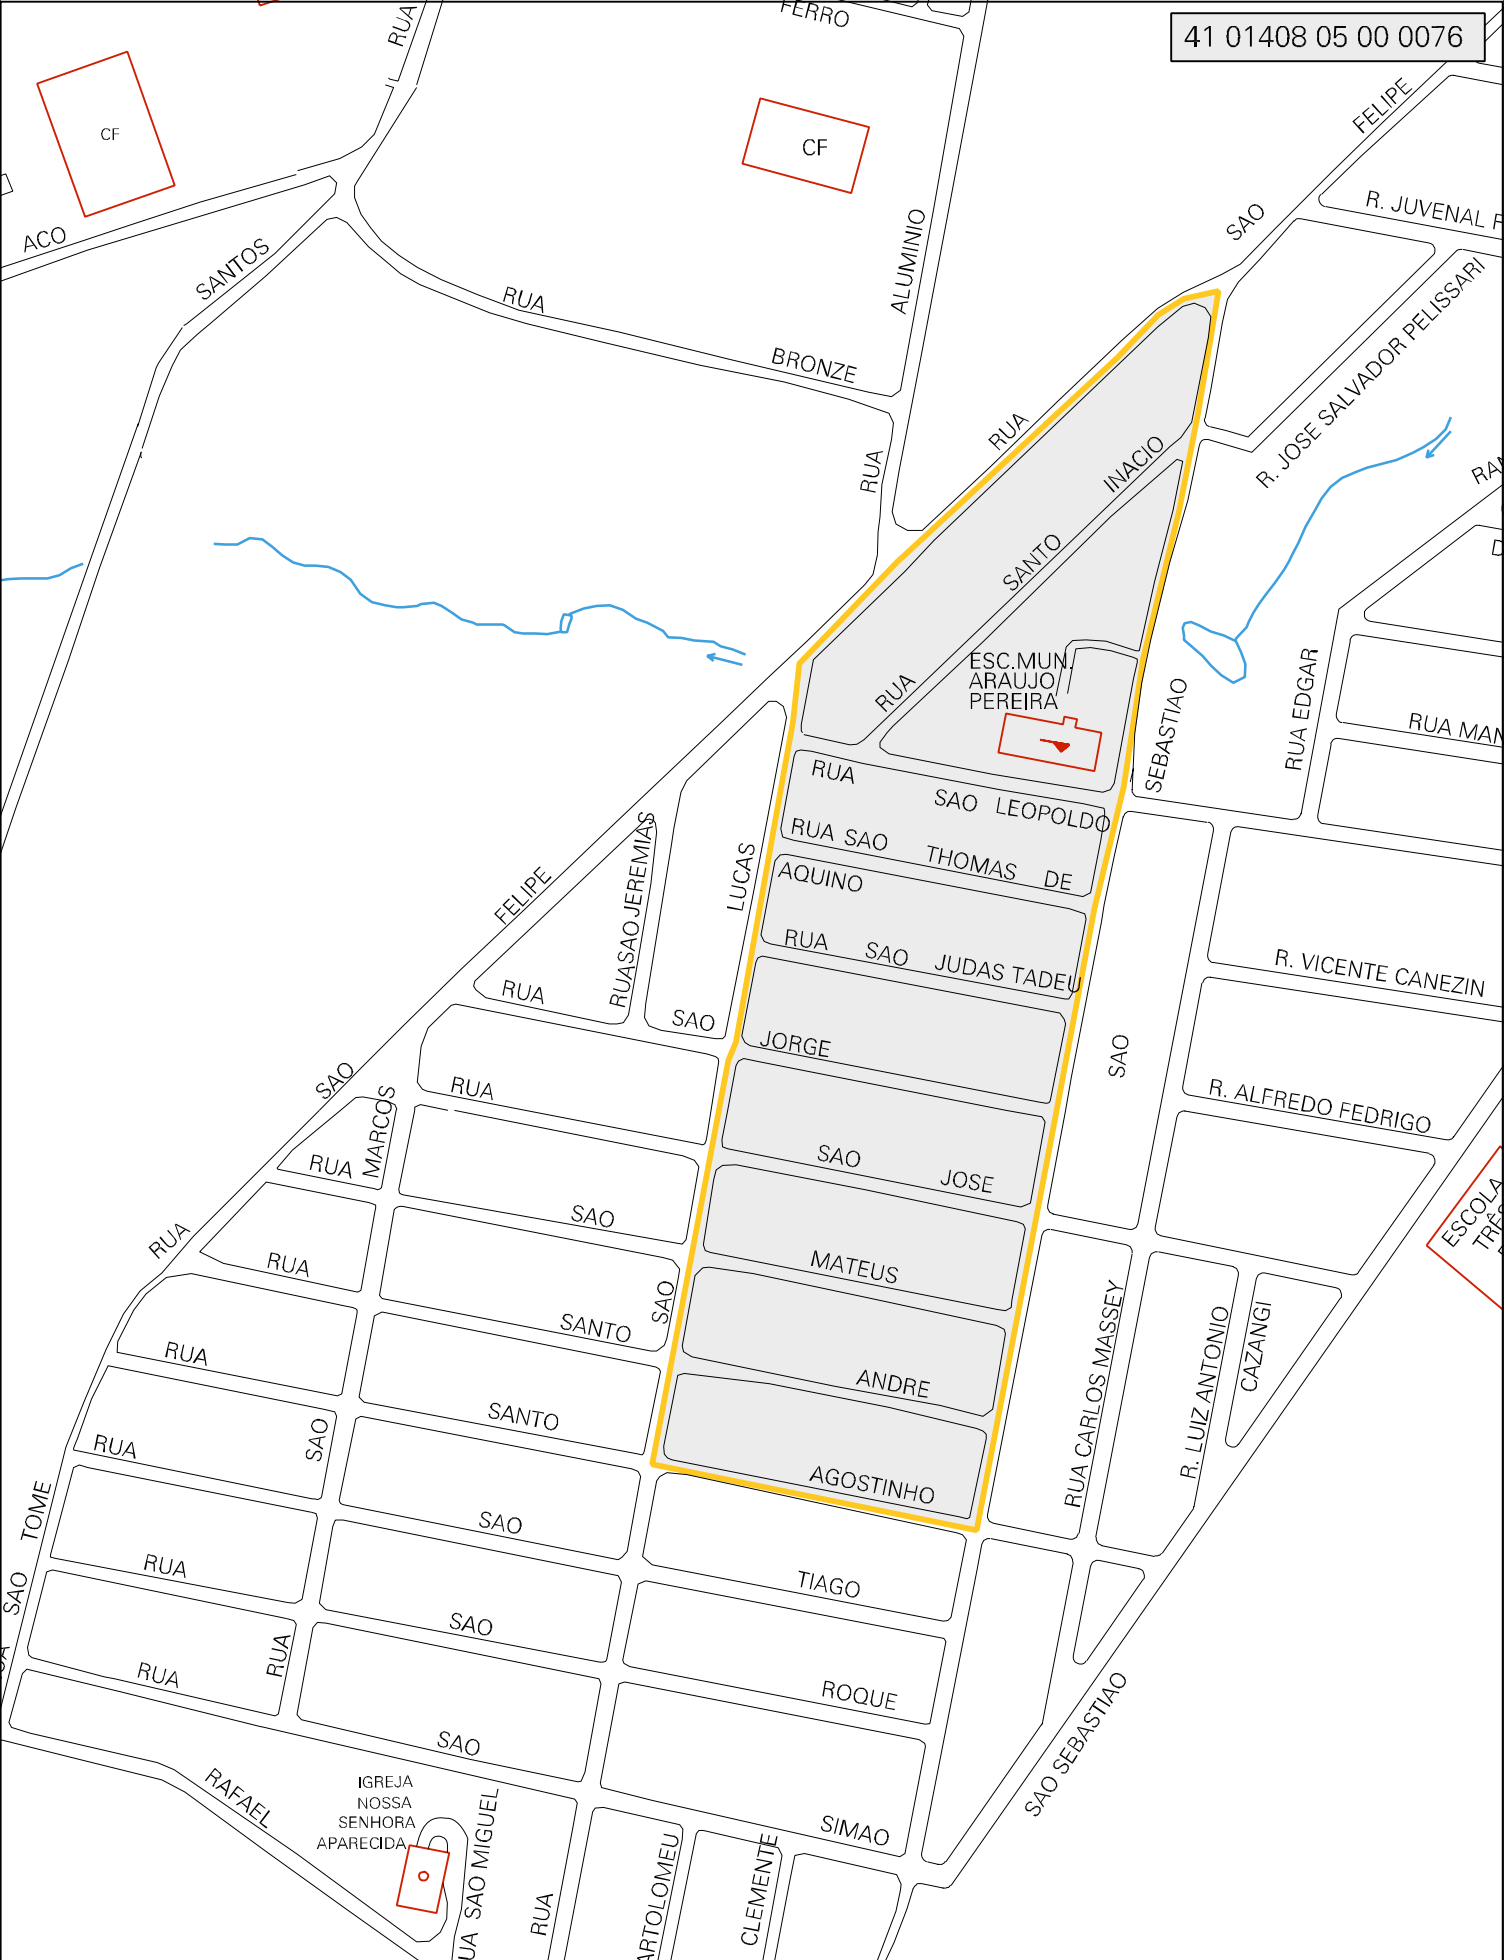 FERRO
RUA
41 01408 05 00 0076
FELIPE
CF
CF
R. JUVENAL
SAO
ACO
SANTOS
ALUMINIO
RUA
BRONZE
R. JOSE SALVADOR PELISSARI
RUA
RUA
INACIO
SANTO
RUA
ESC.MUN.
ARAUJO
PEREIRA
SEBASTIAO
RUA EDGAR
RUA
SAO LEOPOLDO
RUA SAO THOMAS DE
AQUINO
LUCAS
RUA SAO JEREMIAS
FELIPE
RUA SAO JUDAS TADEU
R. VICENTE CANEZIN
RUA
SAO
JORGE
SAO
SAO
RUA
MARCOS
R. ALFREDO FEDRIGO
RUA
SAO JOSE
ESCOLA
RUA
SAO
RUA
MATEUS
SAO
SANTO
RUA CARLOS MASSEY
R. LUIZ ANTONIO
CAZANGI
RUA
ANDRE
SANTO
SAO
RUA
AGOSTINHO
TOME
SAO
SAO
RUA
TIAGO
SAO
RUA
RUA
ROQUE
SAO
SAO SEBASTIAO
RAFAEL
IGREJA
NOSSA
SENHORA
APARECIDA
SAO MIGUEL
SIMAO
RUA
CLEMENTE